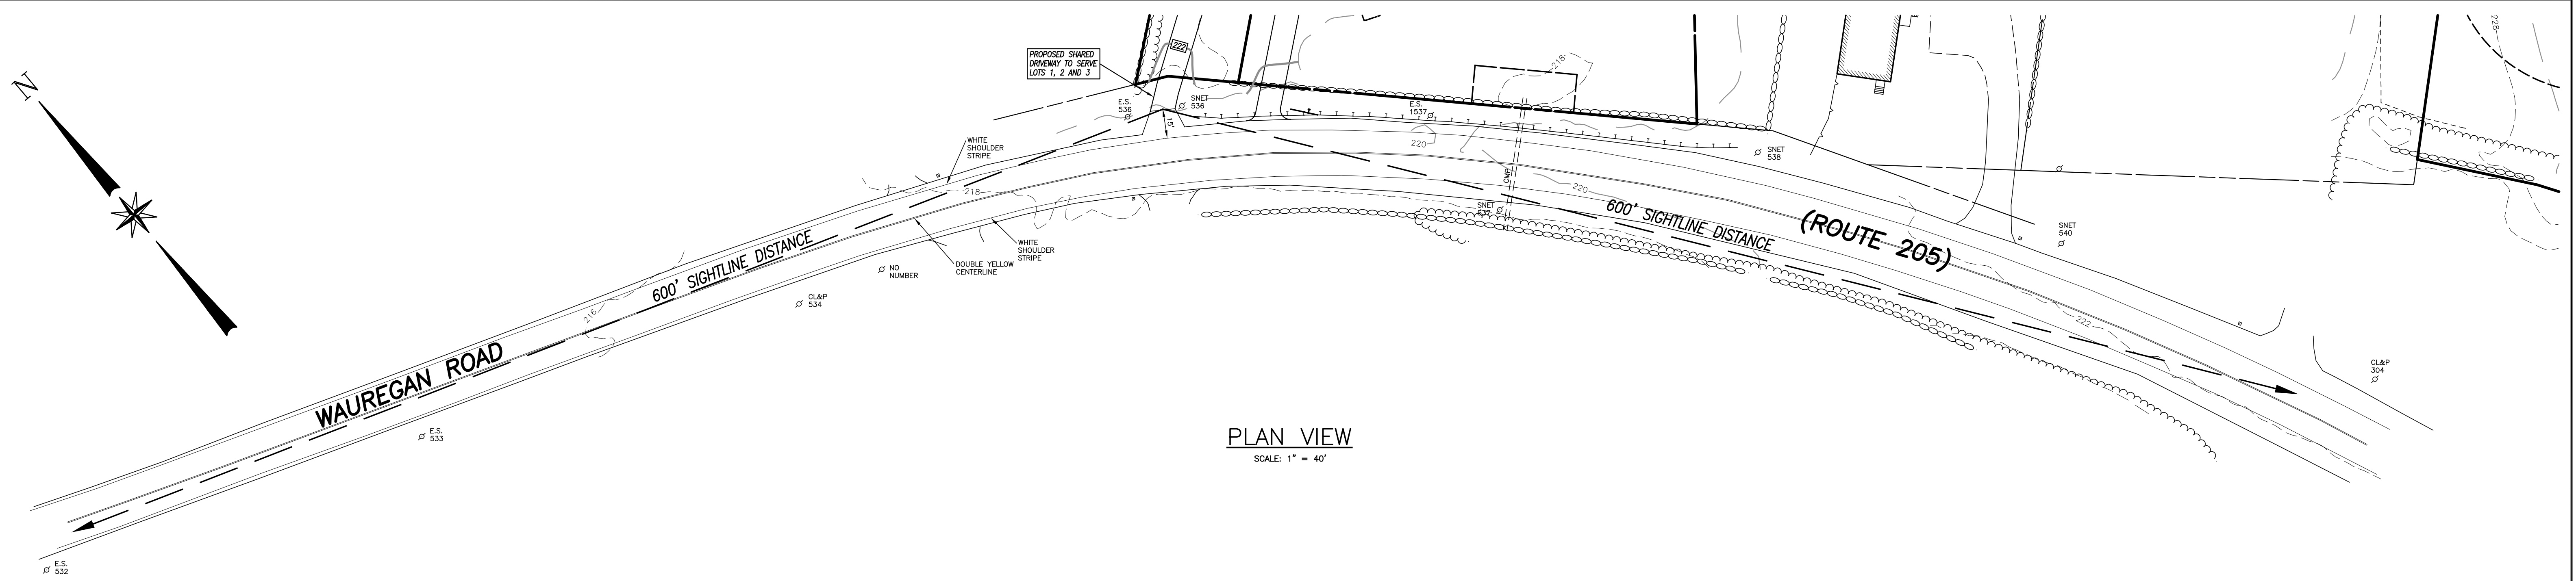 N
PROPOSED SHARED
DRIVEWAY TO SERVE
LOTS 1, 2 AND 3
222
E.S.
536
SNET
536
15'
E.S.
1537
218
220
CMP
SNET
538
228
WHITE
SHOULDER
STRIPE
218
220
SNET
537
600' SIGHTLINE DISTANCE
(ROUTE 205)
SNET
540
600' SIGHTLINE DISTANCE
WHITE
SHOULDER
STRIPE
DOUBLE YELLOW
CENTERLINE
NO
NUMBER
CL&P
534
216
222
CL&P
304
WAUREGAN ROAD
E.S.
533
E.S.
532
PLAN VIEW
SCALE: 1" = 40'